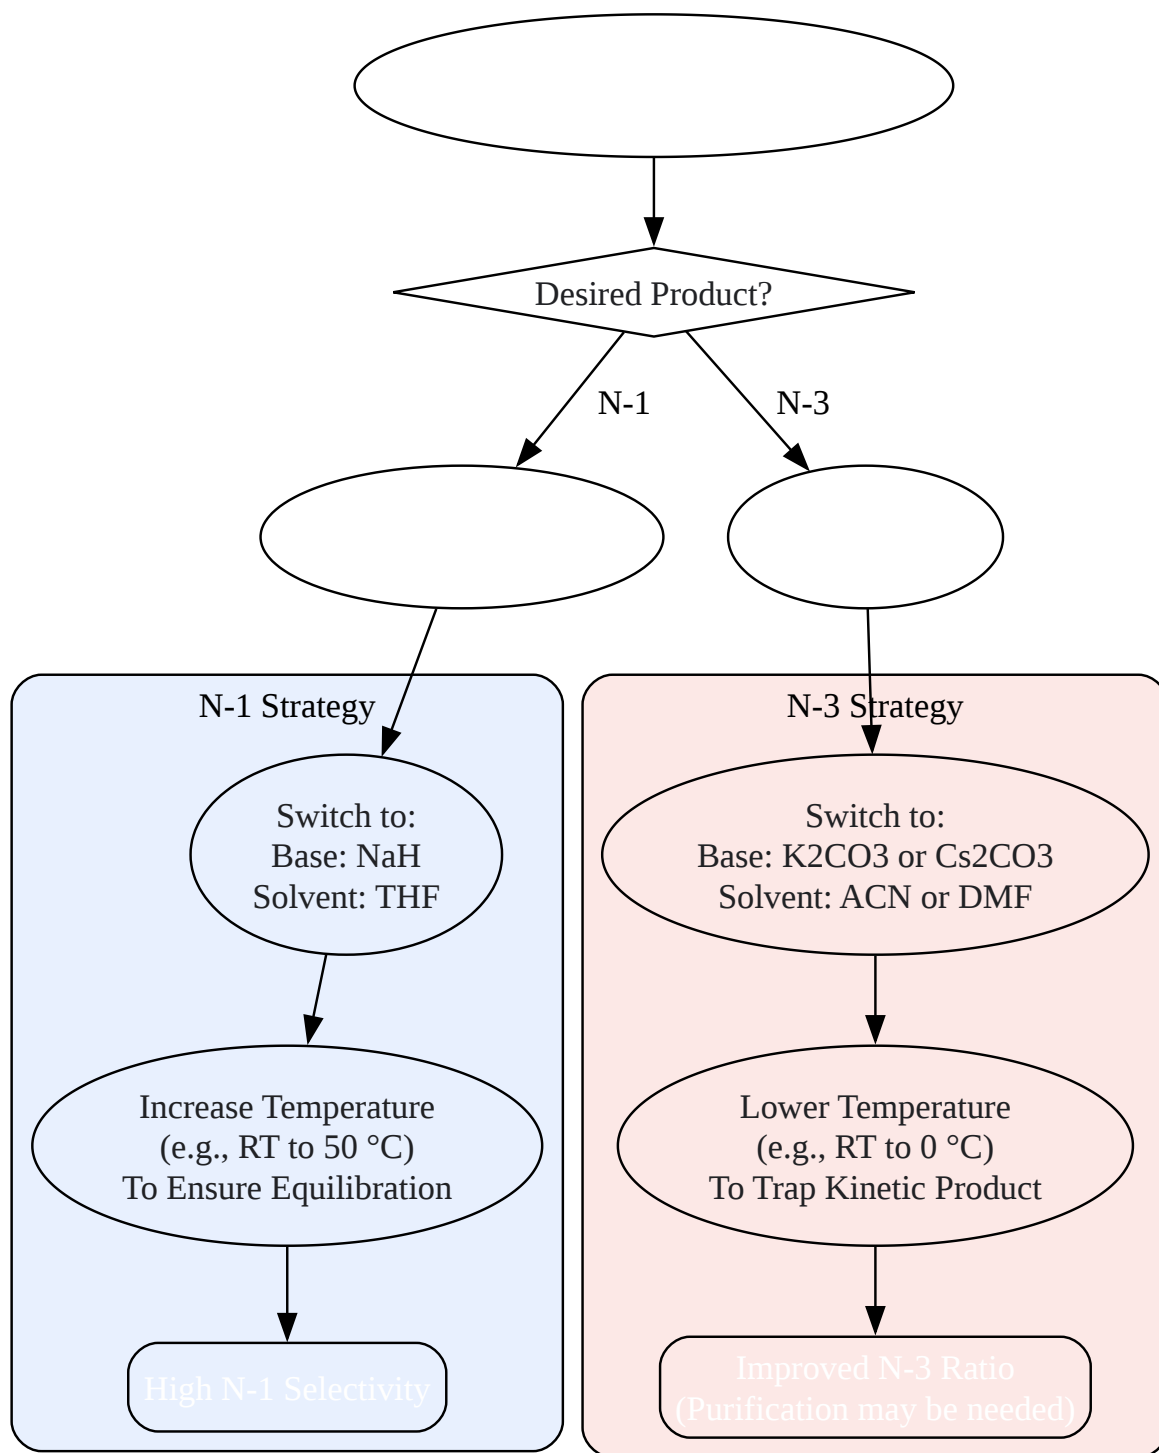 Desired Product?
N-1
N-3
N-1 Strategy
Switch to:
Base: NaH
Solvent: THF
Increase Temperature
(e.g., RT to 50 °C)
To Ensure Equilibration
High N-1 Selectivity
N-3 Strategy
Switch to:
Base: K2CO3 or Cs2CO3
Solvent: ACN or DMF
Lower Temperature
(e.g., RT to 0 °C)
To Trap Kinetic Product
Improved N-3 Ratio
(Purification may be needed)